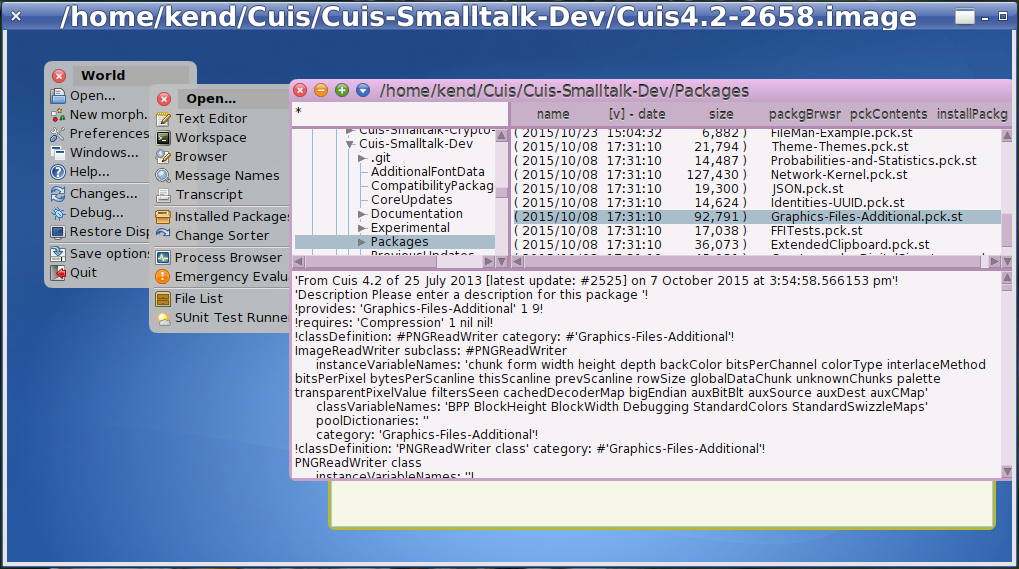 /home/kend/Cuis/Cuis-Smalltalk-Dev/Cuis4.2-2658.image
World
Open...
New morph.
Preferences
Windows...
Help...
Changes...
Debug...
Restore Disp
Save options
Quit
Open...
Text Editor
Workspace
Browser
Message Names
Transcript
Installed Packages
Change Sorter
Process Browser
Emergency Evalu
File List
SUnit Test Runne
/home/kend/Cuis/Cuis-Smalltalk-Dev/Packages
*
name [v] - date size packgBrwsr pckContents installPackg
Cuis-Smalltalk-Crypto-
Cuis-Smalltalk-Dev
.git
AdditionalFontData
CompatibilityPackag
CoreUpdates
Documentation
Experimental
Packages
PreviousUpdates
( 2015/10/23 15:04:32 6,882 ) FileMan-Example.pck.st
( 2015/10/08 17:31:10 21,794 ) Theme-Themes.pck.st
( 2015/10/08 17:31:10 14,487 ) Probabilities-and-Statistics.pck.st
( 2015/10/08 17:31:10 127,430 ) Network-Kernel.pck.st
( 2015/10/08 17:31:10 19,300 ) JSON.pck.st
( 2015/10/08 17:31:10 14,624 ) Identities-UUID.pck.st
( 2015/10/08 17:31:10 92,791 ) Graphics-Files-Additional.pck.st
( 2015/10/08 17:31:10 17,038 ) FFITests.pck.st
( 2015/10/08 17:31:10 36,073 ) ExtendedClipboard.pck.st
'From Cuis 4.2 of 25 July 2013 [latest update: #2525] on 7 October 2015 at 3:54:58.566153 pm'!
'Description Please enter a description for this package '!
!provides: 'Graphics-Files-Additional' 1 9!
!requires: 'Compression' 1 nil nil!
!classDefinition: #PNGReadWriter category: #'Graphics-Files-Additional'!
ImageReadWriter subclass: #PNGReadWriter
instanceVariableNames: 'chunk form width height depth backColor bitsPerChannel colorType interlaceMethod
bitsPerPixel bytesPerScanline thisScanline prevScanline rowSize globalDataChunk unknownChunks palette
transparentPixelValue filtersSeen cachedDecoderMap bigEndian auxBitBlt auxSource auxDest auxCMap'
classVariableNames: 'BPP BlockHeight BlockWidth Debugging StandardColors StandardSwizzleMaps'
poolDictionaries: ''
category: 'Graphics-Files-Additional'!
!classDefinition: 'PNGReadWriter class' category: #'Graphics-Files-Additional'!
PNGReadWriter class
instanceVariableNames: ''!